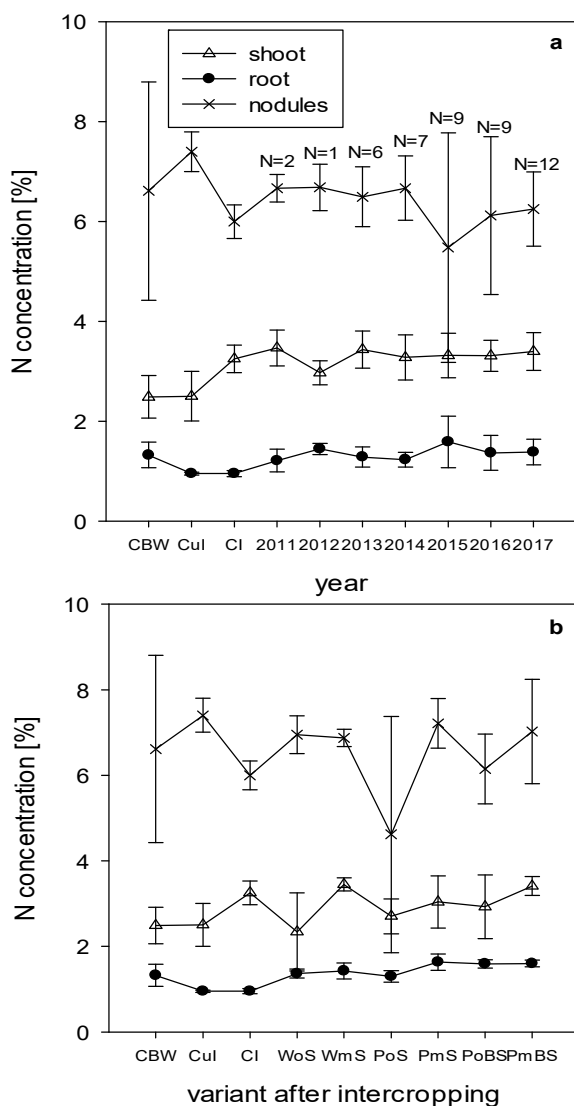 10
8
6
4
2
0
N concentration [%]
a
shoot
root
nodules
N=2
N=1
N=6
N=7
N=9
N=9
N=12
CBW CuI CI 2011 2012 2013 2014 2015 2016 2017
year
10
8
6
4
2
0
N concentration [%]
b
CBW CuI CI WoS WmS PoS PmS PoBS PmBS
variant after intercropping